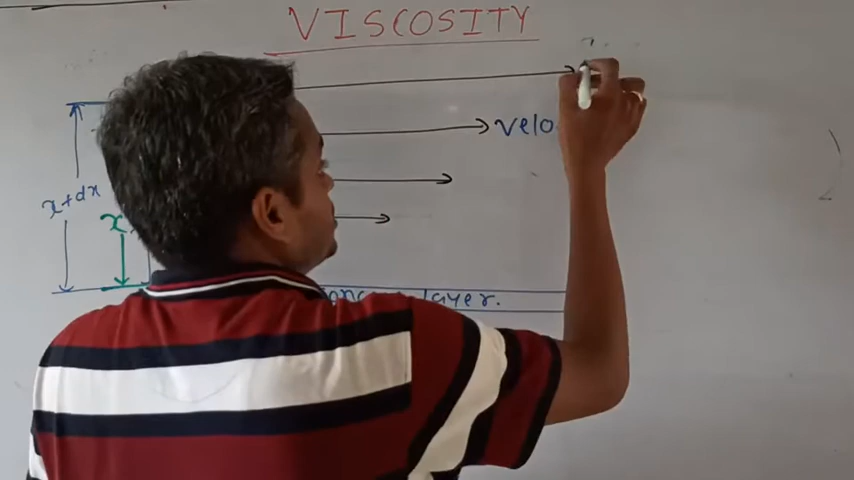 VISCOSITY
velo
x+dx
x
layer.